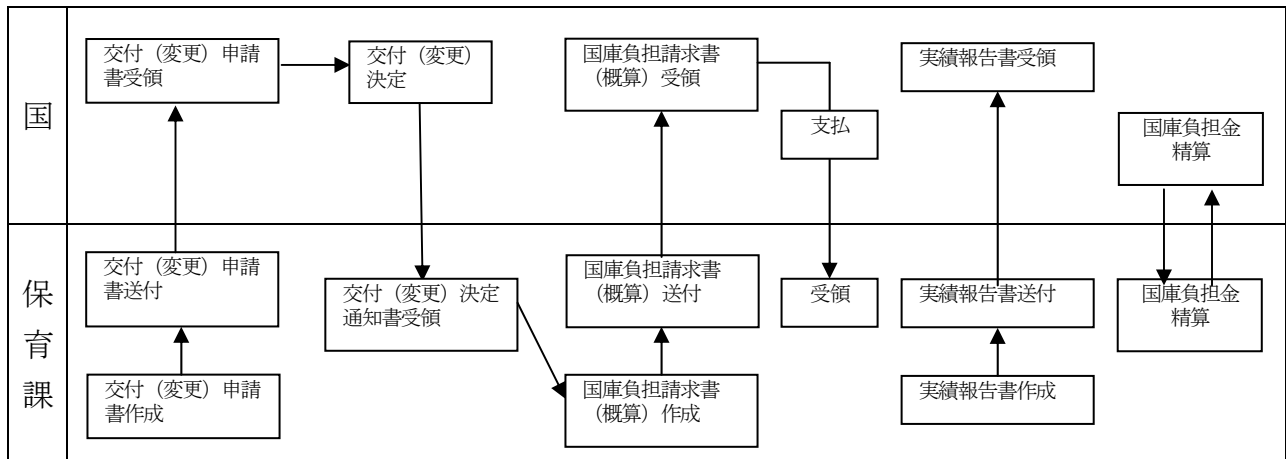 国
交付（変更）申請
書受領
交付（変更）
決定
国庫負担請求書
（概算）受領
支払
実績報告書受領
国庫負担金
精算
保育課
交付（変更）申請
書送付
交付（変更）決定
通知書受領
国庫負担請求書
（概算）送付
受領
実績報告書送付
国庫負担金
精算
交付（変更）申請
書作成
国庫負担請求書
（概算）作成
実績報告書作成